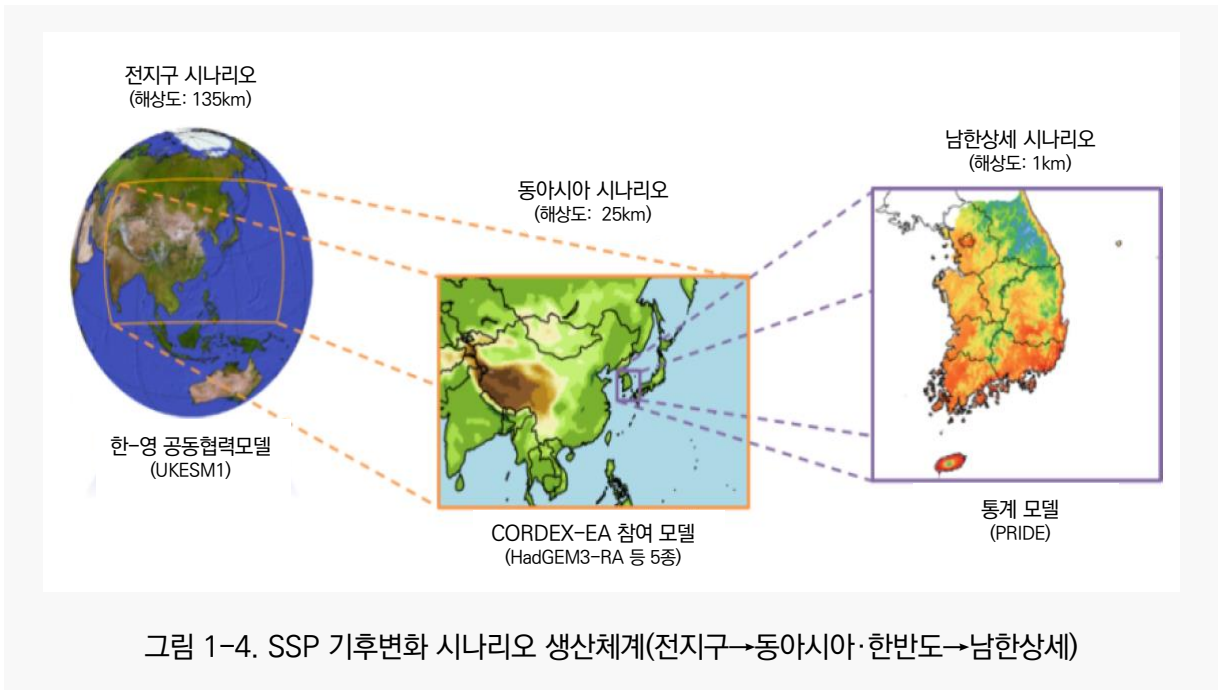 전지구 시나리오
(해상도: 135km)
한-영 공동협력모델
(UKESM1)
동아시아 시나리오
(해상도: 25km)
CORDEX-EA 참여 모델
(HadGEM3-RA 등 5종)
남한상세 시나리오
(해상도: 1km)
통계 모델
(PRIDE)
그림 1-4. SSP 기후변화 시나리오 생산체계(전지구→동아시아·한반도→남한상세)